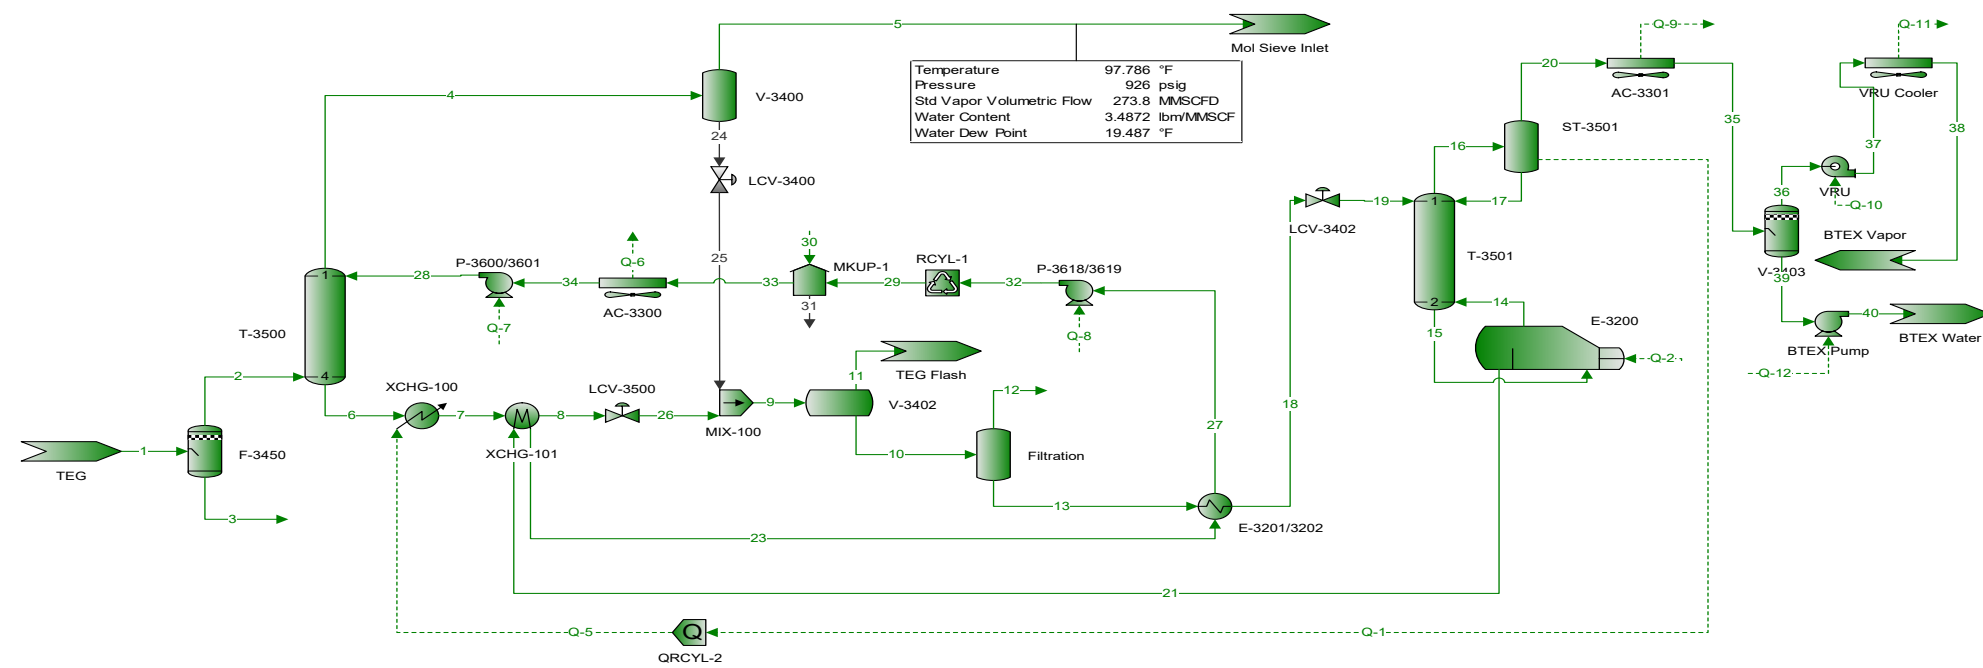 5
Mol Sieve Inlet
Temperature 97.786 °F
Pressure 926 psig
Std Vapor Volumetric Flow 273.8 MMSCFD
Water Content 3.4872 lbm/MMSCF
Water Dew Point 19.487 °F
4
V-3400
24
LCV-3400
25
Q-9
20
AC-3301
Q-11
VRU Cooler
35
37
38
16
ST-3501
17
36
VRU
Q-10
BTEX Vapor
V-3403
39
40
BTEX Water
BTEX Pump
Q-12
LCV-3402
19
1
T-3501
2
14
15
E-3200
Q-2
18
30
Q-6
P-3600/3601
28
34
AC-3300
Q-7
33
MKUP-1
31
29
RCYL-1
32
P-3618/3619
Q-8
27
1
T-3500
4
2
6
XCHG-100
7
XCHG-101
8
LCV-3500
26
MIX-100
9
11
TEG Flash
V-3402
10
12
Filtration
13
E-3201/3202
TEG
1
F-3450
3
23
21
Q-5
Q
QRCYL-2
Q-1